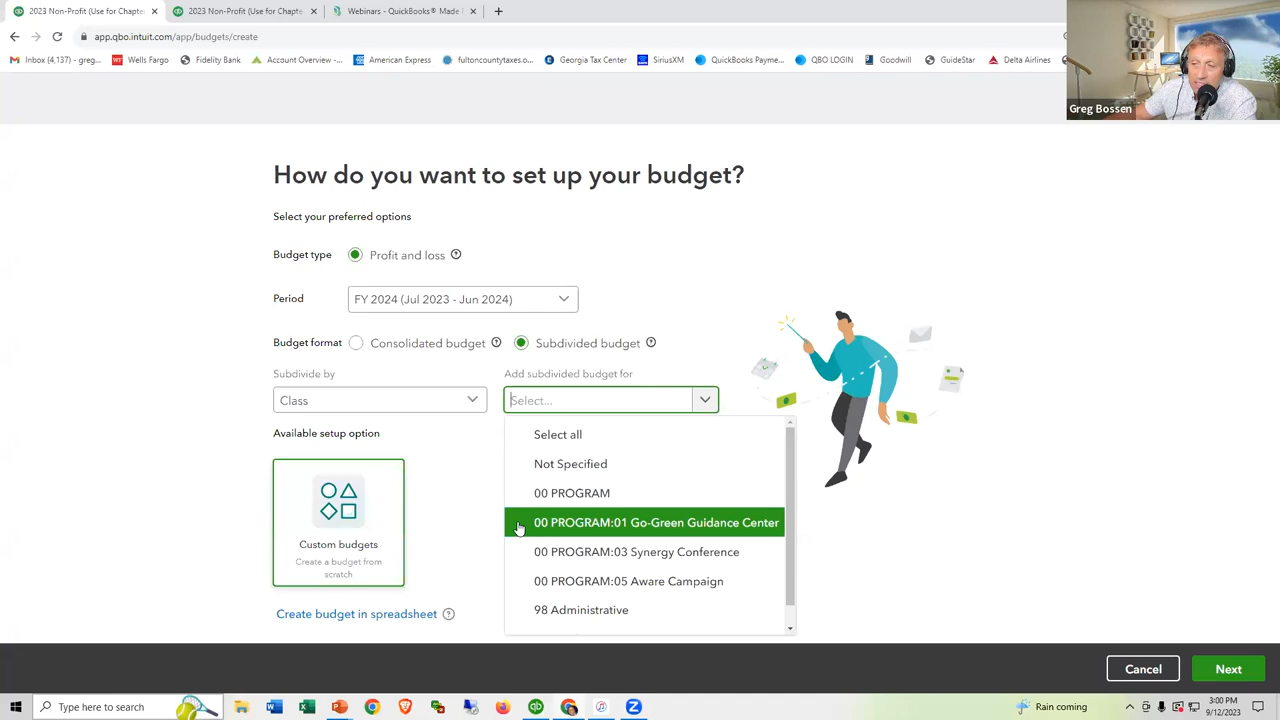 2023 Non-Profit (Use for Chapte
2023 Non-Profit (Use for Chapte
Webinars - QuickBooks® Made
app.qbo.intuit.com/app/budgets/create
Inbox (4,137) - greg...
Wells Fargo
Fidelity Bank
Account Overview -...
American Express
fultoncountytaxes.o...
Georgia Tax Center
SiriusXM
QuickBooks Payme...
QBO LOGIN
Goodwill
GuideStar
Delta Airlines
Greg Bossen
How do you want to set up your budget?
Select your preferred options
Budget type
Profit and loss
Period
FY 2024 (Jul 2023 - Jun 2024)
Budget format
Consolidated budget
Subdivided budget
Subdivide by
Add subdivided budget for
Class
Select...
Available setup option
Select all
Not Specified
00 PROGRAM
00 PROGRAM:01 Go-Green Guidance Center
00 PROGRAM:03 Synergy Conference
00 PROGRAM:05 Aware Campaign
98 Administrative
Custom budgets
Create a budget from
scratch
Create budget in spreadsheet
Cancel
Next
Type here to search
Rain coming
3:00 PM
9/12/2023